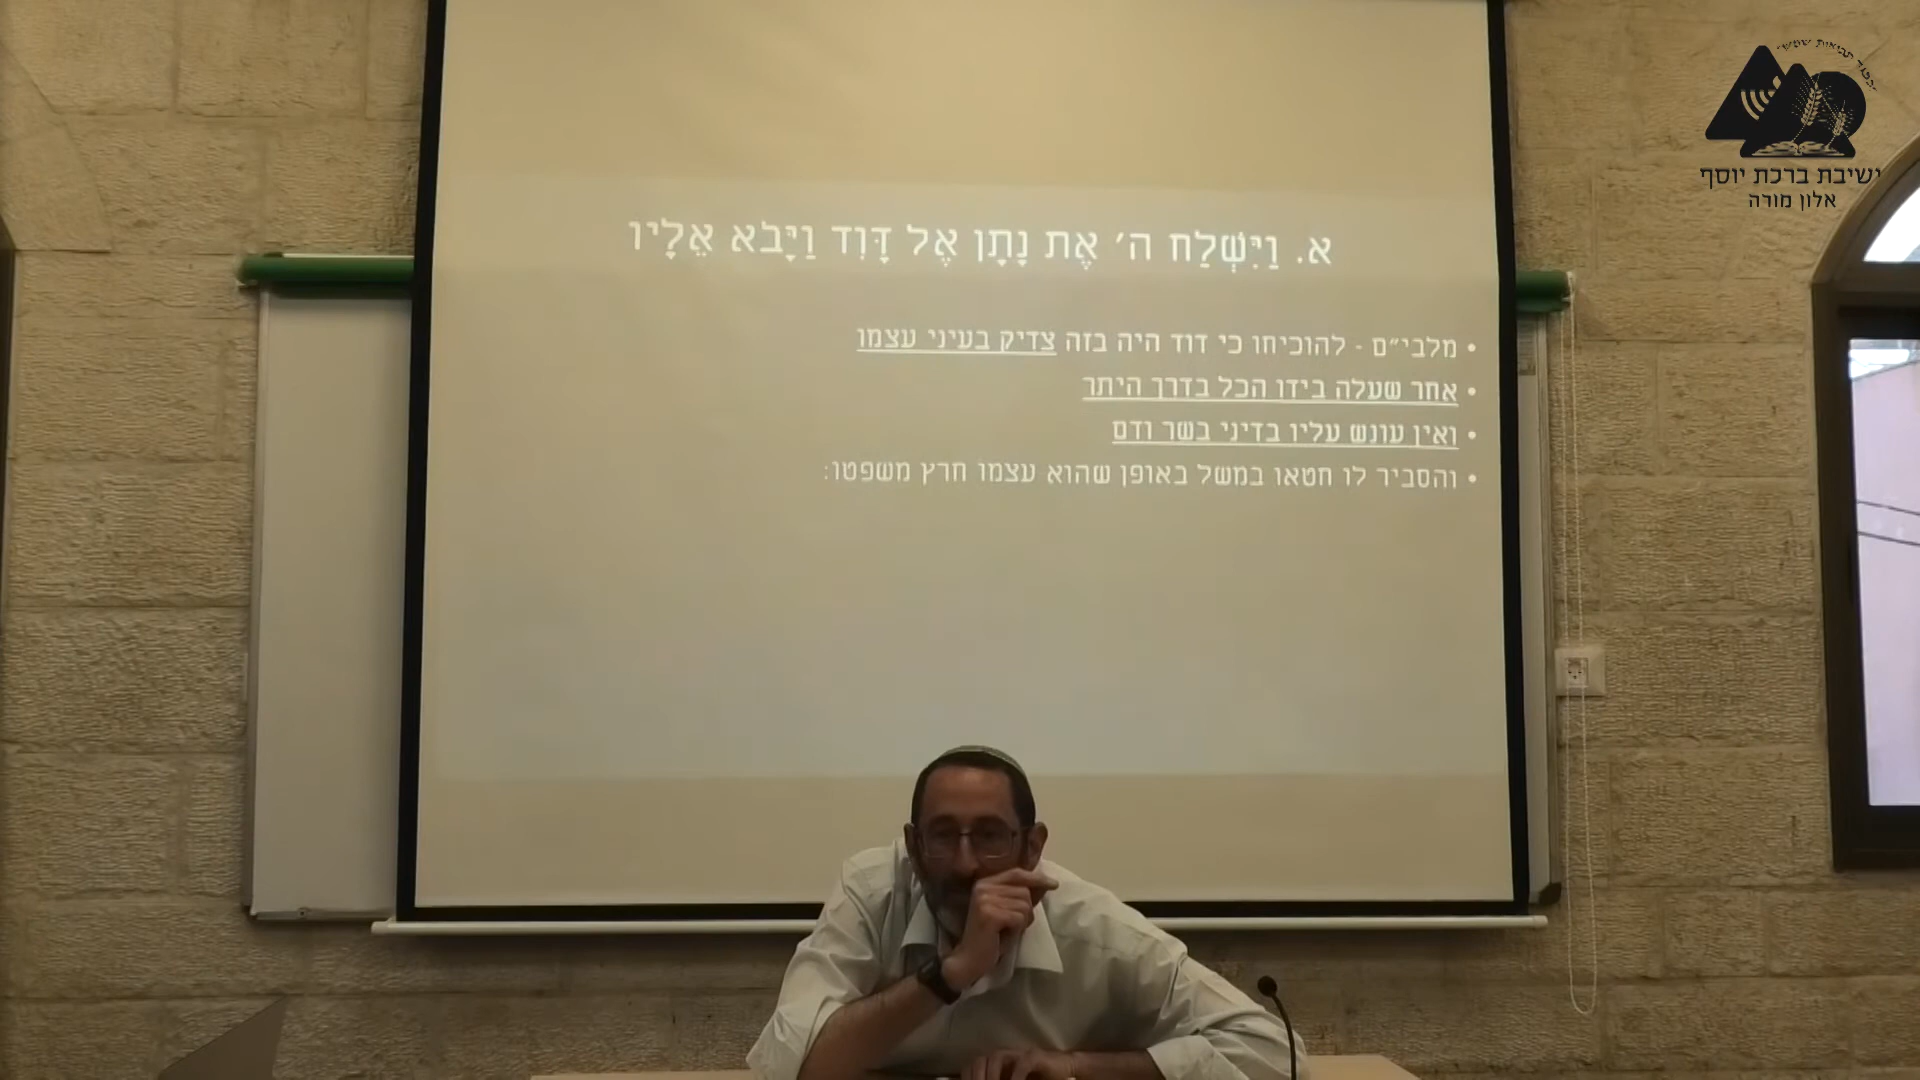 א. וַיִּשְׁלַח ה' אֶת נָתָן אֶל דָּוִד וַיָּבֹא אֵלָיו
• מלבי״ם - להוכיחו כי דוד היה בזה צדיק בעיני עצמו
• אחר שעלה בידו הכל בדרך היתר
• ואין עונש עליו בדיני בשר ודם
• והסביר לו חטאו במשל באופן שהוא עצמו חרץ משפטו:
ישיבת ברכת יוסף
אלון מורה